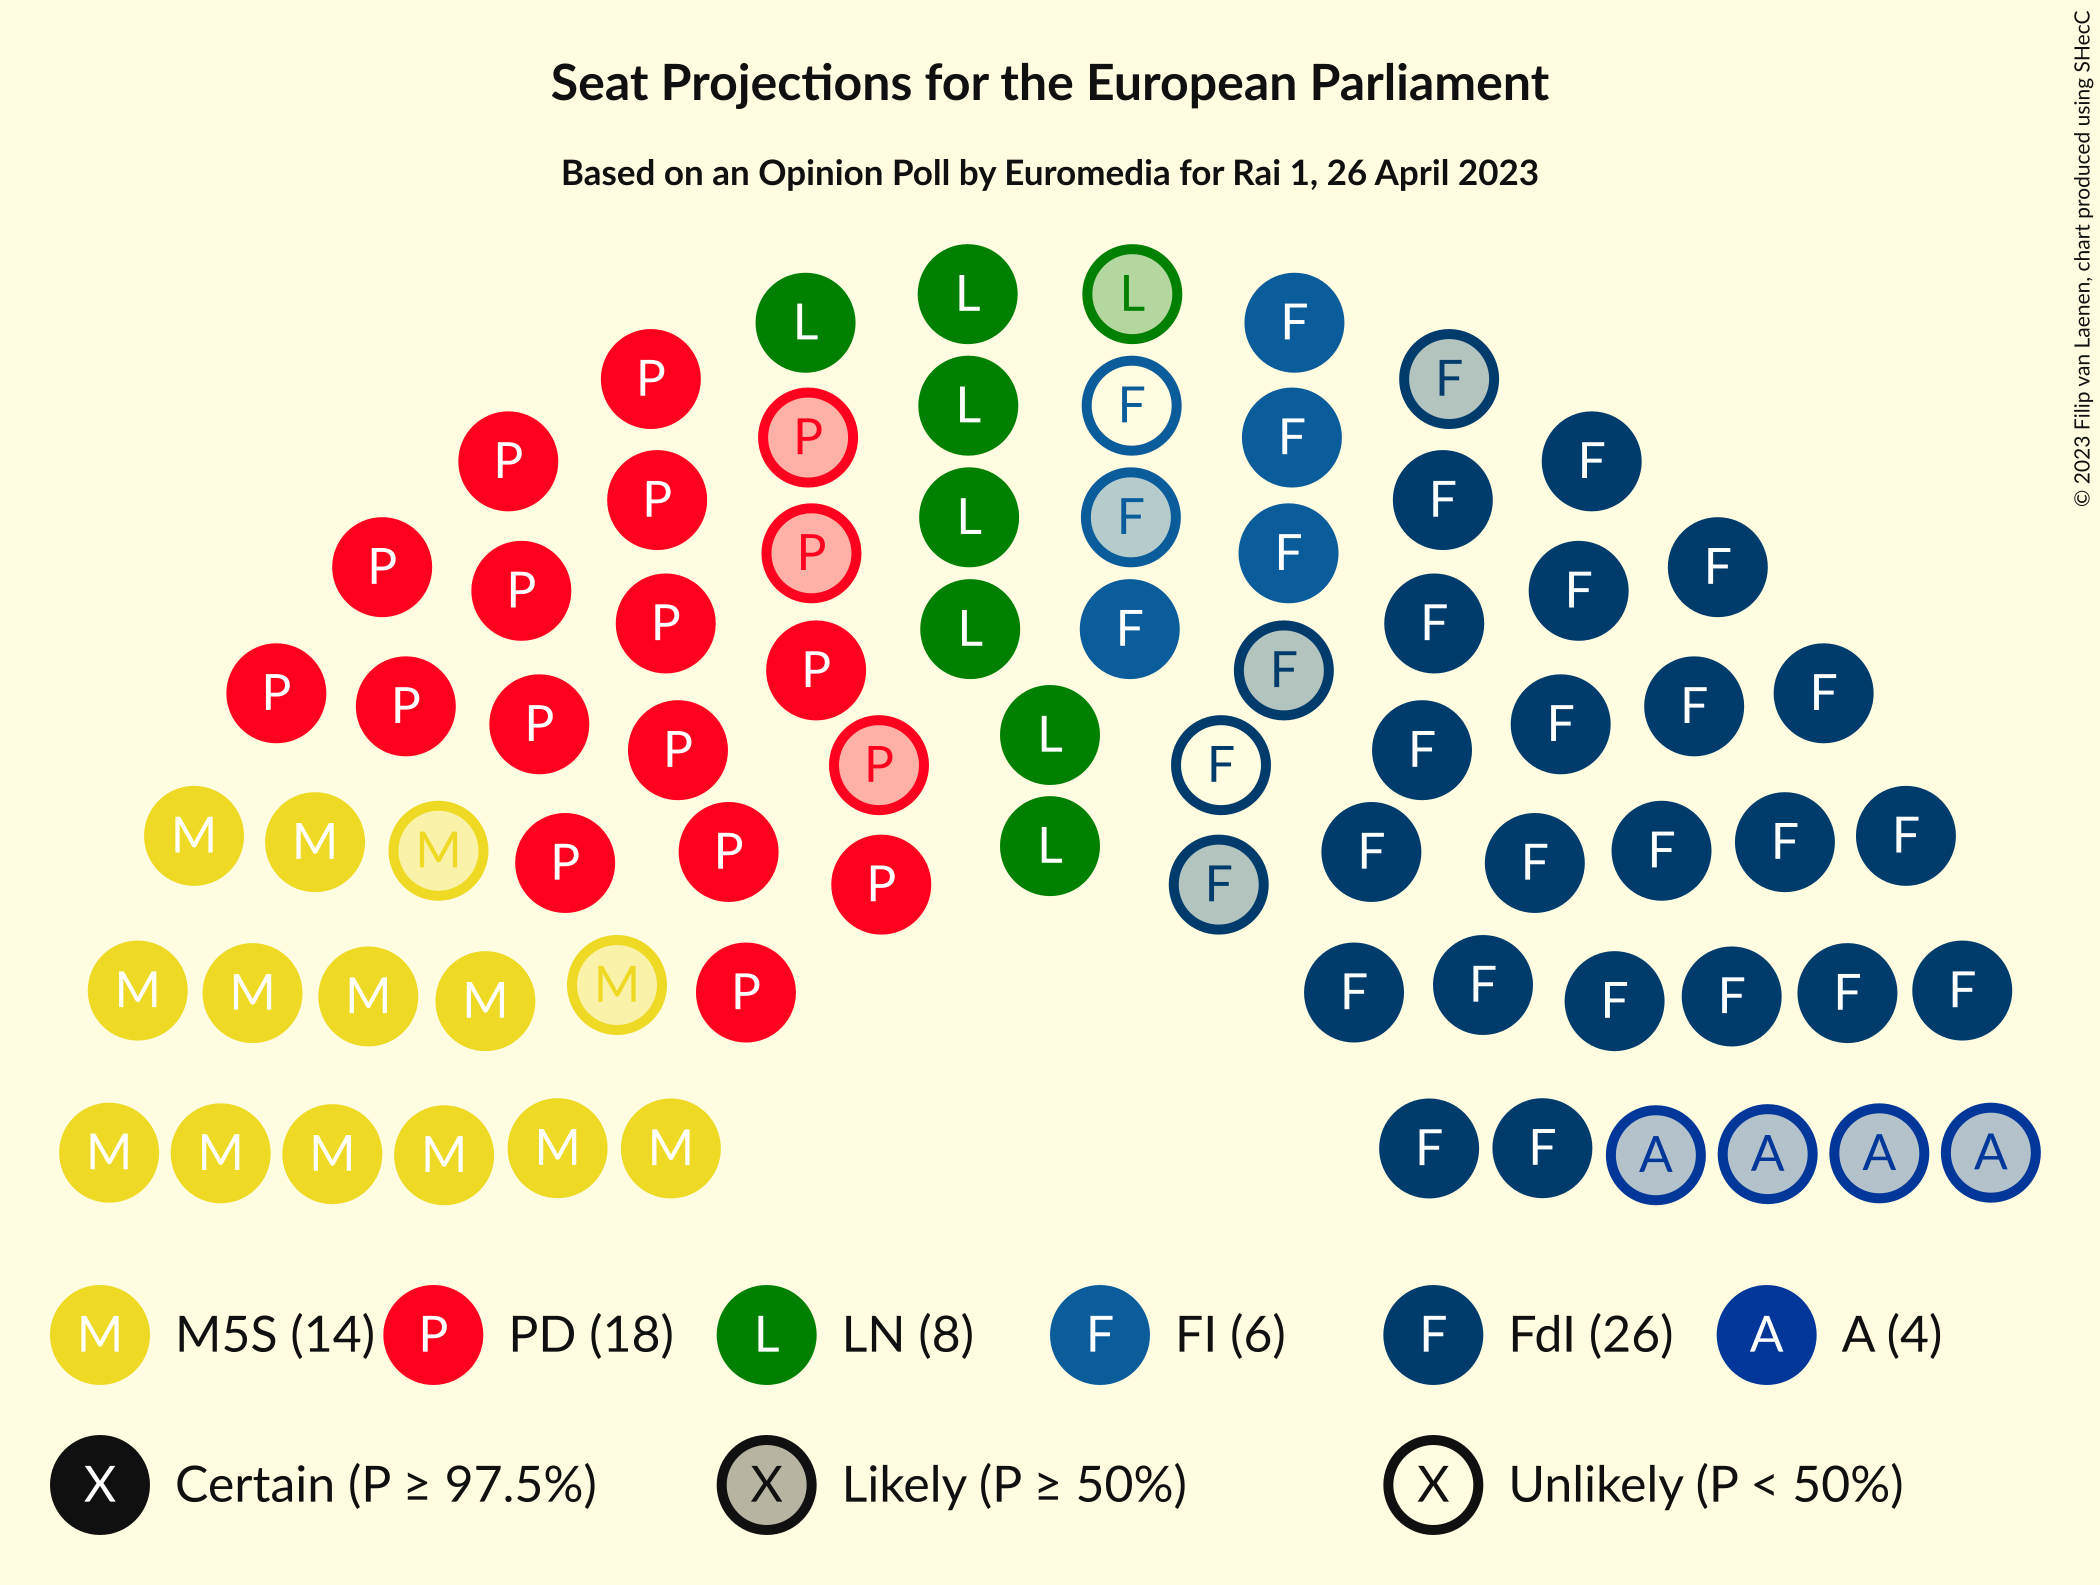 Seat Projections for the European Parliament
Based on an Opinion Poll by Euromedia for Rai 1, 26 April 2023
© 2023 Filip van Laenen, chart produced using SHecC
L L
L F
L P F
P L F F
P P F F
P L F
P P F F
P P F F
P L F
P P F F
P P F F
P P F F
P P F F
L
P F
M F
M F
L
M P F F
P F
P F
M P F F
M F
M F
M F
M F
M P F F
M M M M M M F F A A A A
M M5S (14) P PD (18) L LN (8) F FI (6) F FdI (26) A A (4)
X Certain (P ≥ 97.5%) X Likely (P ≥ 50%) X Unlikely (P < 50%)